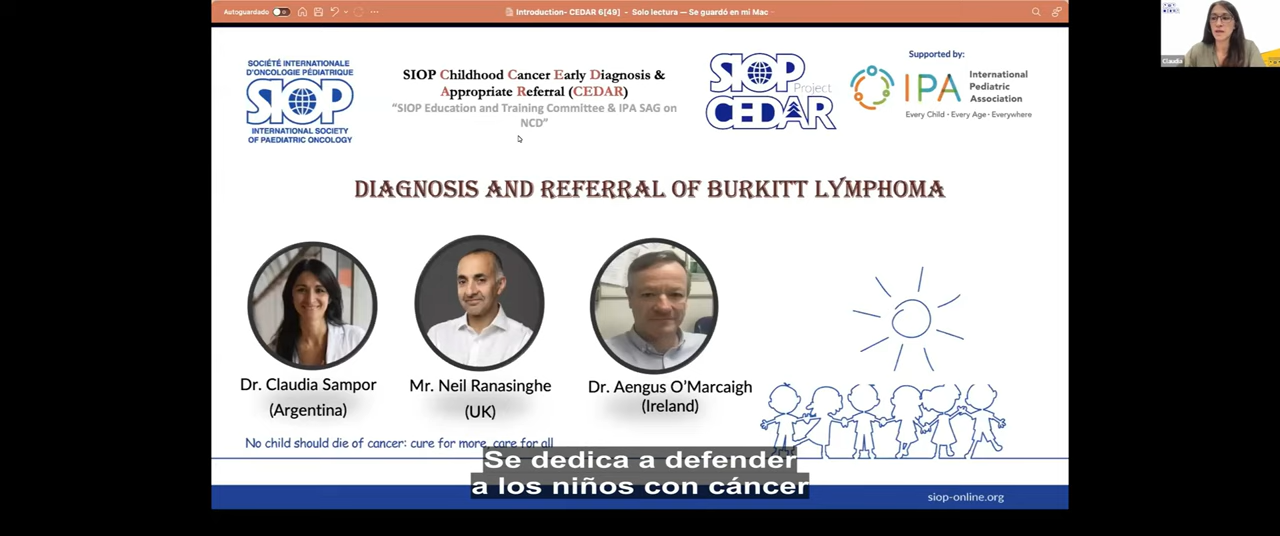 Autoguardado
Introduction- CEDAR 6[49] - Solo lectura — Se guardó en mi Mac
Claudia
SOCIÉTÉ INTERNATIONALE
D'ONCOLOGIE PÉDIATRIQUE
SIOP
INTERNATIONAL SOCIETY
OF PAEDIATRIC ONCOLOGY
SIOP Childhood Cancer Early Diagnosis &
Appropriate Referral (CEDAR)
“SIOP Education and Training Committee & IPA SAG on
NCD”
SIOP Project
CEDAR
Supported by:
IPA
International
Pediatric
Association
Every Child • Every Age • Everywhere
DIAGNOSIS AND REFERRAL OF BURKITT LYMPHOMA
Dr. Claudia Sampor
(Argentina)
Mr. Neil Ranasinghe
(UK)
Dr. Aengus O’Marcaigh
(Ireland)
No child should die of cancer: cure for more, care for all
Se dedica a defender
a los niños con cáncer
siop-online.org